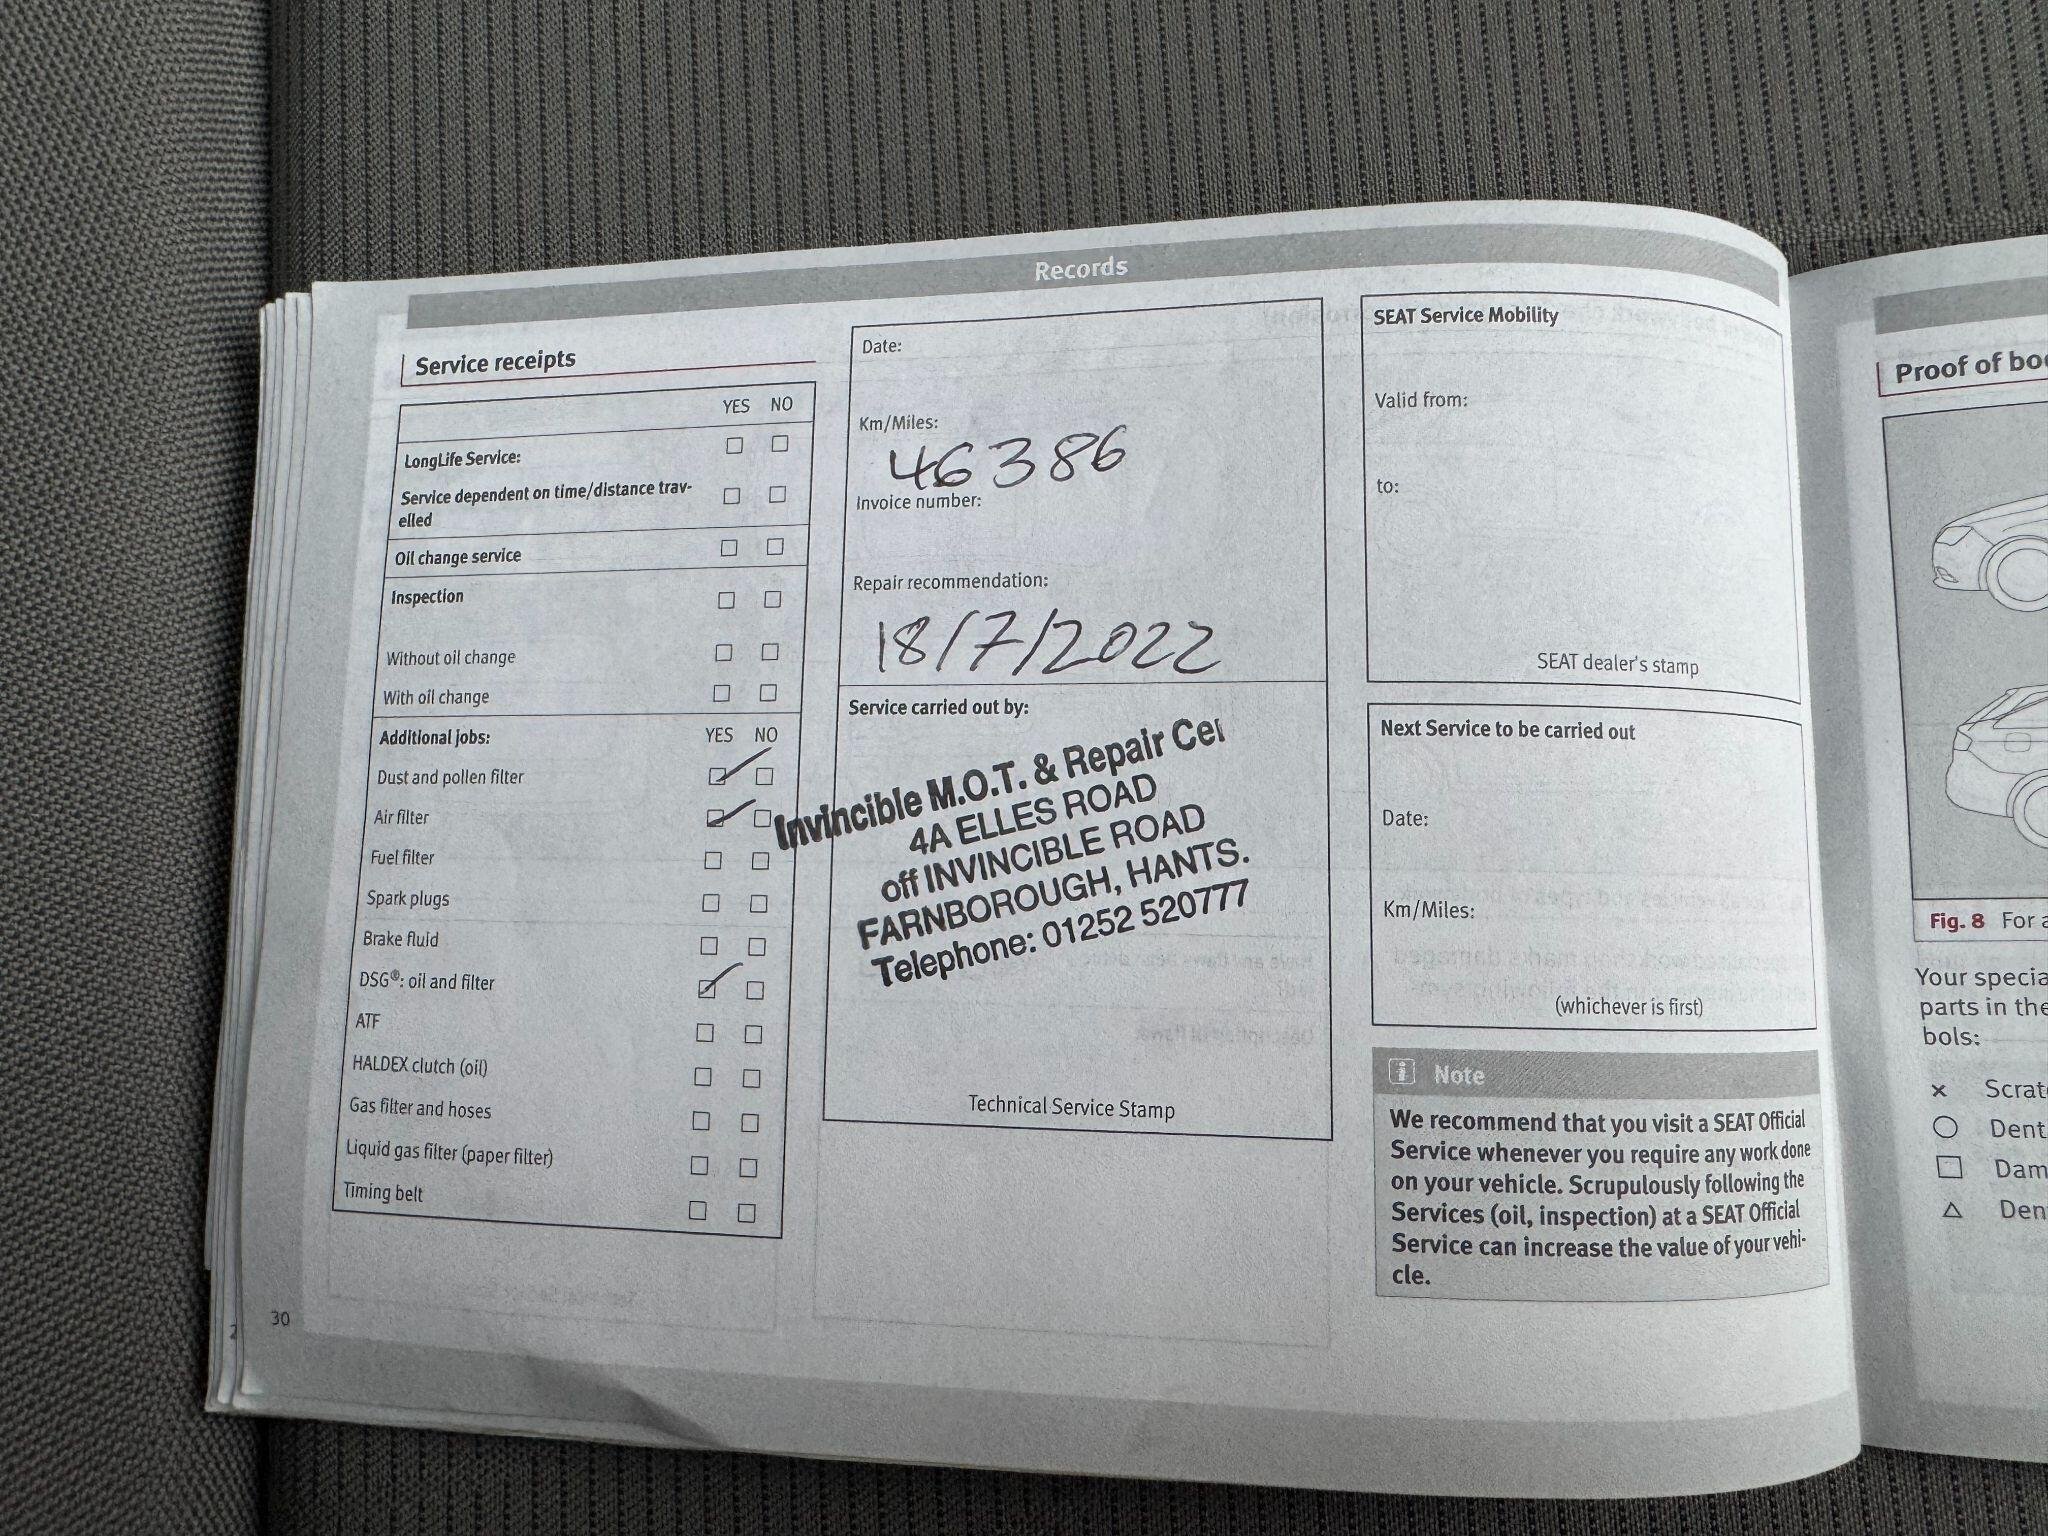 Records
Service receipts
YES NO
LongLife Service:
Service dependent on time/distance trav-
elled
Oil change service
Inspection
Without oil change
With oil change
Additional jobs: YES NO
Dust and pollen filter
Air filter
Fuel filter
Spark plugs
Brake fluid
DSG®: oil and filter
ATF
HALDEX clutch (oil)
Gas filter and hoses
Liquid gas filter (paper filter)
Timing belt
30
Date:
Km/Miles:
46386
Invoice number:
Repair recommendation:
18/7/2022
Service carried out by:
Invincible M.O.T. & Repair Cen
4A ELLES ROAD
off INVINCIBLE ROAD
FARNBOROUGH, HANTS.
Telephone: 01252 520777
Technical Service Stamp
SEAT Service Mobility
Valid from:
to:
SEAT dealer's stamp
Next Service to be carried out
Date:
Km/Miles:
(whichever is first)
i Note
We recommend that you visit a SEAT Official
Service whenever you require any work done
on your vehicle. Scrupulously following the
Services (oil, inspection) at a SEAT Official
Service can increase the value of your vehi-
cle.
Proof of bo
Fig. 8 For a
Your specia
parts in the
bols:
Scrat
Dent
Dam
Den